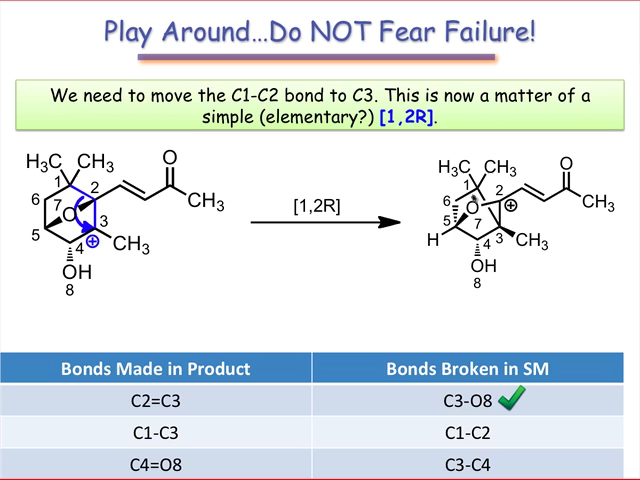 Play Around...Do NOT Fear Failure!
We need to move the C1-C2 bond to C3. This is now a matter of a
simple (elementary?) [1,2R].
H₃C CH₃ O
1 2
6 7 O 3 CH₃
5 4 ⊕ CH₃
OH
8
[1,2R]
H₃C CH₃ O
1 2
6 O ⊕ CH₃
5 7 3
H 4 CH₃
OH
8
Bonds Made in Product Bonds Broken in SM
C2=C3 C3-O8
C1-C3 C1-C2
C4=O8 C3-C4